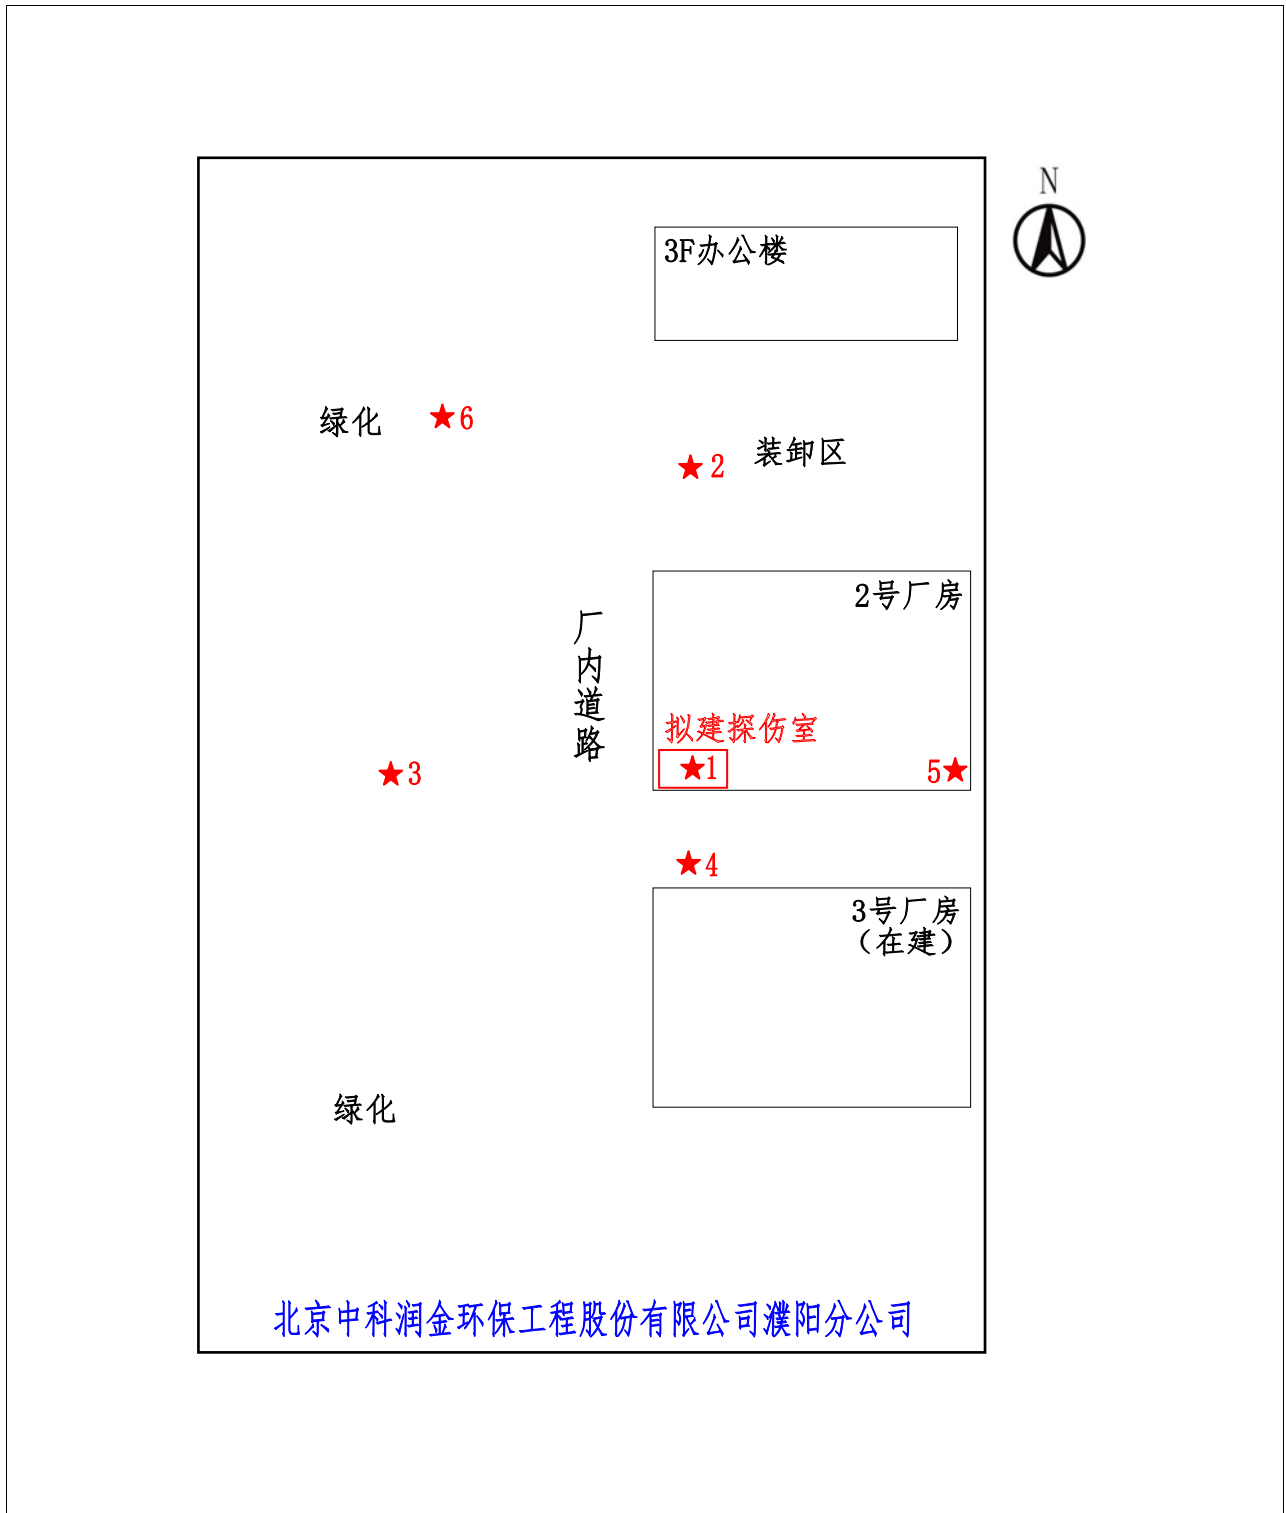 N
3F办公楼
绿化
★6
★2
装卸区
2号厂房
厂内道路
拟建探伤室
★1
5★
★3
★4
3号厂房
（在建）
绿化
北京中科润金环保工程股份有限公司濮阳分公司